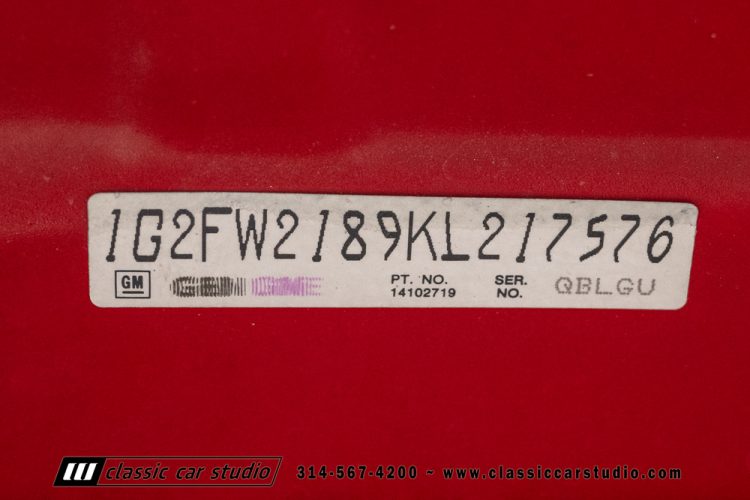 1G2FW2189KL217576
GM
PT. NO.
14102719
SER.
NO.
QBLGU
classic car studio
314-567-4200 ~ www.classiccarstudio.com